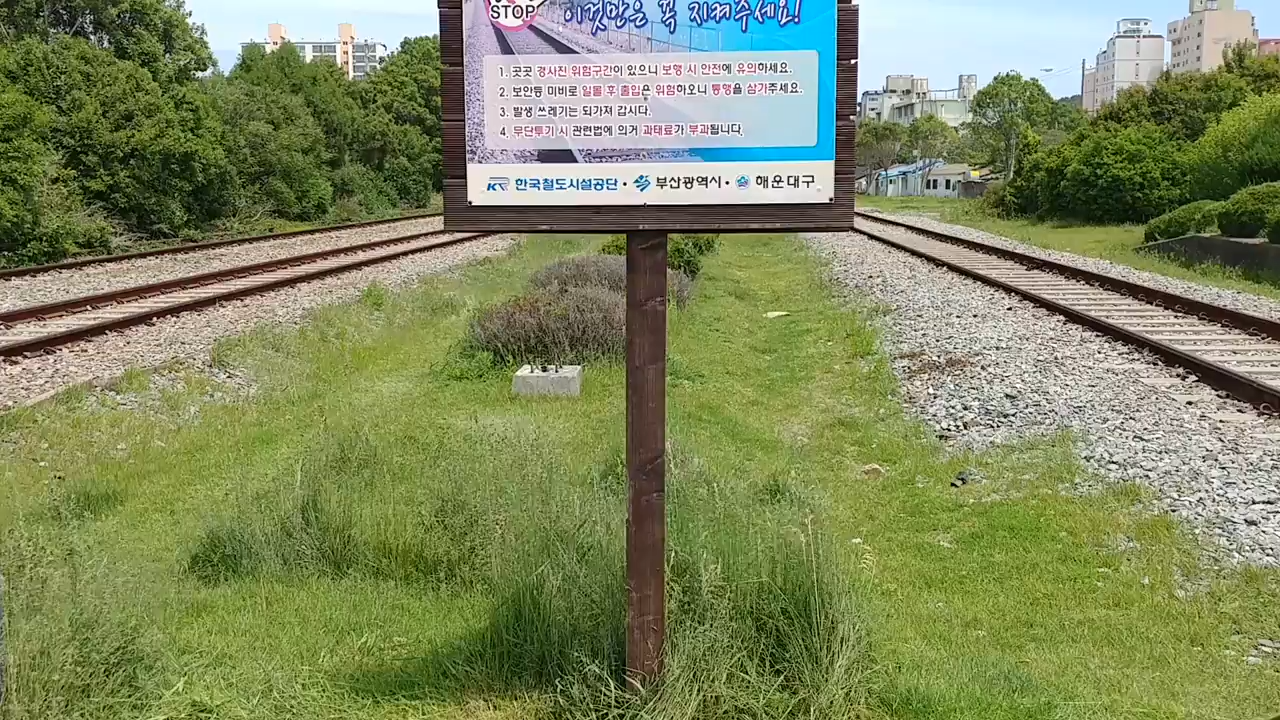 STOP
이것만은 꼭 지켜주세요!
1. 곳곳 경사진 위험구간이 있으니 보행 시 안전에 유의하세요.
2. 보안등 미비로 일몰 후 출입은 위험하오니 통행을 삼가주세요.
3. 발생 쓰레기는 되가져 갑시다.
4. 무단투기 시 관련법에 의거 과태료가 부과됩니다.
KR 한국철도시설공단 · 부산광역시 · 해운대구